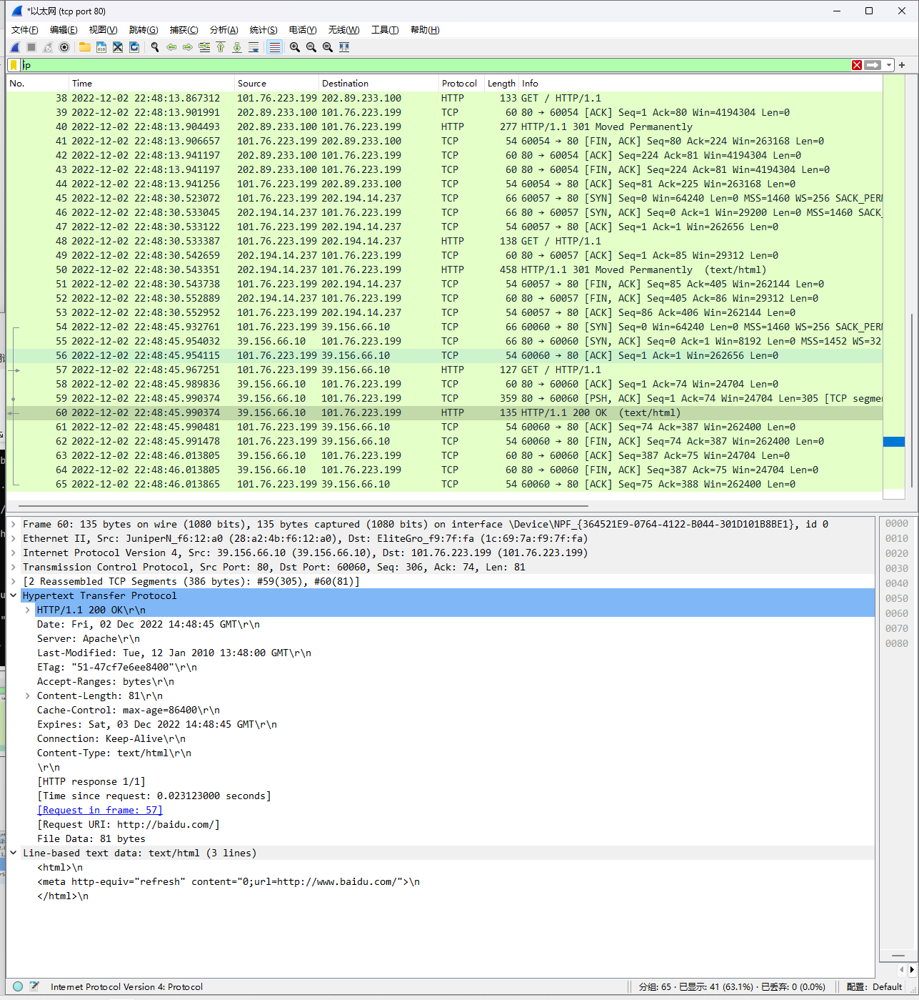 *以太网 (tcp port 80)
文件(F) 编辑(E) 视图(V) 跳转(G) 捕获(C) 分析(A) 统计(S) 电话(Y) 无线(W) 工具(T) 帮助(H)
ip
No. Time Source Destination Protocol Length Info
38 2022-12-02 22:48:13.867312 101.76.223.199 202.89.233.100 HTTP 133 GET / HTTP/1.1
39 2022-12-02 22:48:13.901991 202.89.233.100 101.76.223.199 TCP 60 80 → 60054 [ACK] Seq=1 Ack=80 Win=4194304 Len=0
40 2022-12-02 22:48:13.904493 202.89.233.100 101.76.223.199 HTTP 277 HTTP/1.1 301 Moved Permanently
41 2022-12-02 22:48:13.906657 101.76.223.199 202.89.233.100 TCP 54 60054 → 80 [FIN, ACK] Seq=80 Ack=224 Win=263168 Len=0
42 2022-12-02 22:48:13.941197 202.89.233.100 101.76.223.199 TCP 60 80 → 60054 [ACK] Seq=224 Ack=81 Win=4194304 Len=0
43 2022-12-02 22:48:13.941197 202.89.233.100 101.76.223.199 TCP 60 80 → 60054 [FIN, ACK] Seq=224 Ack=81 Win=4194304 Len=0
44 2022-12-02 22:48:13.941256 101.76.223.199 202.89.233.100 TCP 54 60054 → 80 [ACK] Seq=81 Ack=225 Win=263168 Len=0
45 2022-12-02 22:48:30.523072 101.76.223.199 202.194.14.237 TCP 66 60057 → 80 [SYN] Seq=0 Win=64240 Len=0 MSS=1460 WS=256 SACK_PERM
46 2022-12-02 22:48:30.533045 202.194.14.237 101.76.223.199 TCP 66 80 → 60057 [SYN, ACK] Seq=0 Ack=1 Win=29200 Len=0 MSS=1460 SACK_
47 2022-12-02 22:48:30.533122 101.76.223.199 202.194.14.237 TCP 54 60057 → 80 [ACK] Seq=1 Ack=1 Win=262656 Len=0
48 2022-12-02 22:48:30.533387 101.76.223.199 202.194.14.237 HTTP 138 GET / HTTP/1.1
49 2022-12-02 22:48:30.542659 202.194.14.237 101.76.223.199 TCP 60 80 → 60057 [ACK] Seq=1 Ack=85 Win=29312 Len=0
50 2022-12-02 22:48:30.543351 202.194.14.237 101.76.223.199 HTTP 458 HTTP/1.1 301 Moved Permanently  (text/html)
51 2022-12-02 22:48:30.543738 101.76.223.199 202.194.14.237 TCP 54 60057 → 80 [FIN, ACK] Seq=85 Ack=405 Win=262144 Len=0
52 2022-12-02 22:48:30.552889 202.194.14.237 101.76.223.199 TCP 60 80 → 60057 [FIN, ACK] Seq=405 Ack=86 Win=29312 Len=0
53 2022-12-02 22:48:30.552952 101.76.223.199 202.194.14.237 TCP 54 60057 → 80 [ACK] Seq=86 Ack=406 Win=262144 Len=0
54 2022-12-02 22:48:45.932761 101.76.223.199 39.156.66.10 TCP 66 60060 → 80 [SYN] Seq=0 Win=64240 Len=0 MSS=1460 WS=256 SACK_PERM
55 2022-12-02 22:48:45.954032 39.156.66.10 101.76.223.199 TCP 66 80 → 60060 [SYN, ACK] Seq=0 Ack=1 Win=8192 Len=0 MSS=1452 WS=32
56 2022-12-02 22:48:45.954115 101.76.223.199 39.156.66.10 TCP 54 60060 → 80 [ACK] Seq=1 Ack=1 Win=262656 Len=0
57 2022-12-02 22:48:45.967251 101.76.223.199 39.156.66.10 HTTP 127 GET / HTTP/1.1
58 2022-12-02 22:48:45.989836 39.156.66.10 101.76.223.199 TCP 60 80 → 60060 [ACK] Seq=1 Ack=74 Win=24704 Len=0
59 2022-12-02 22:48:45.990374 39.156.66.10 101.76.223.199 TCP 359 80 → 60060 [PSH, ACK] Seq=1 Ack=74 Win=24704 Len=305 [TCP segme
60 2022-12-02 22:48:45.990374 39.156.66.10 101.76.223.199 HTTP 135 HTTP/1.1 200 OK  (text/html)
61 2022-12-02 22:48:45.990481 101.76.223.199 39.156.66.10 TCP 54 60060 → 80 [ACK] Seq=74 Ack=387 Win=262400 Len=0
62 2022-12-02 22:48:45.991478 101.76.223.199 39.156.66.10 TCP 54 60060 → 80 [FIN, ACK] Seq=74 Ack=387 Win=262400 Len=0
63 2022-12-02 22:48:46.013805 39.156.66.10 101.76.223.199 TCP 60 80 → 60060 [ACK] Seq=387 Ack=75 Win=24704 Len=0
64 2022-12-02 22:48:46.013805 39.156.66.10 101.76.223.199 TCP 60 80 → 60060 [FIN, ACK] Seq=387 Ack=75 Win=24704 Len=0
65 2022-12-02 22:48:46.013865 101.76.223.199 39.156.66.10 TCP 54 60060 → 80 [ACK] Seq=75 Ack=388 Win=262400 Len=0
Frame 60: 135 bytes on wire (1080 bits), 135 bytes captured (1080 bits) on interface \Device\NPF_{364521E9-0764-4122-B044-301D101B8BE1}, id 0
Ethernet II, Src: JuniperN_f6:12:a0 (28:a2:4b:f6:12:a0), Dst: EliteGro_f9:7f:fa (1c:69:7a:f9:7f:fa)
Internet Protocol Version 4, Src: 39.156.66.10 (39.156.66.10), Dst: 101.76.223.199 (101.76.223.199)
Transmission Control Protocol, Src Port: 80, Dst Port: 60060, Seq: 306, Ack: 74, Len: 81
[2 Reassembled TCP Segments (386 bytes): #59(305), #60(81)]
Hypertext Transfer Protocol
HTTP/1.1 200 OK\r\n
Date: Fri, 02 Dec 2022 14:48:45 GMT\r\n
Server: Apache\r\n
Last-Modified: Tue, 12 Jan 2010 13:48:00 GMT\r\n
ETag: "51-47cf7e6ee8400"\r\n
Accept-Ranges: bytes\r\n
Content-Length: 81\r\n
Cache-Control: max-age=86400\r\n
Expires: Sat, 03 Dec 2022 14:48:45 GMT\r\n
Connection: Keep-Alive\r\n
Content-Type: text/html\r\n
\r\n
[HTTP response 1/1]
[Time since request: 0.023123000 seconds]
[Request in frame: 57]
[Request URI: http://baidu.com/]
File Data: 81 bytes
Line-based text data: text/html (3 lines)
<html>\n
<meta http-equiv="refresh" content="0;url=http://www.baidu.com/">\n
</html>\n
0000
0010
0020
0030
0040
0050
0060
0070
0080
Internet Protocol Version 4: Protocol
分组: 65 · 已显示: 41 (63.1%) · 已丢弃: 0 (0.0%)
配置: Default